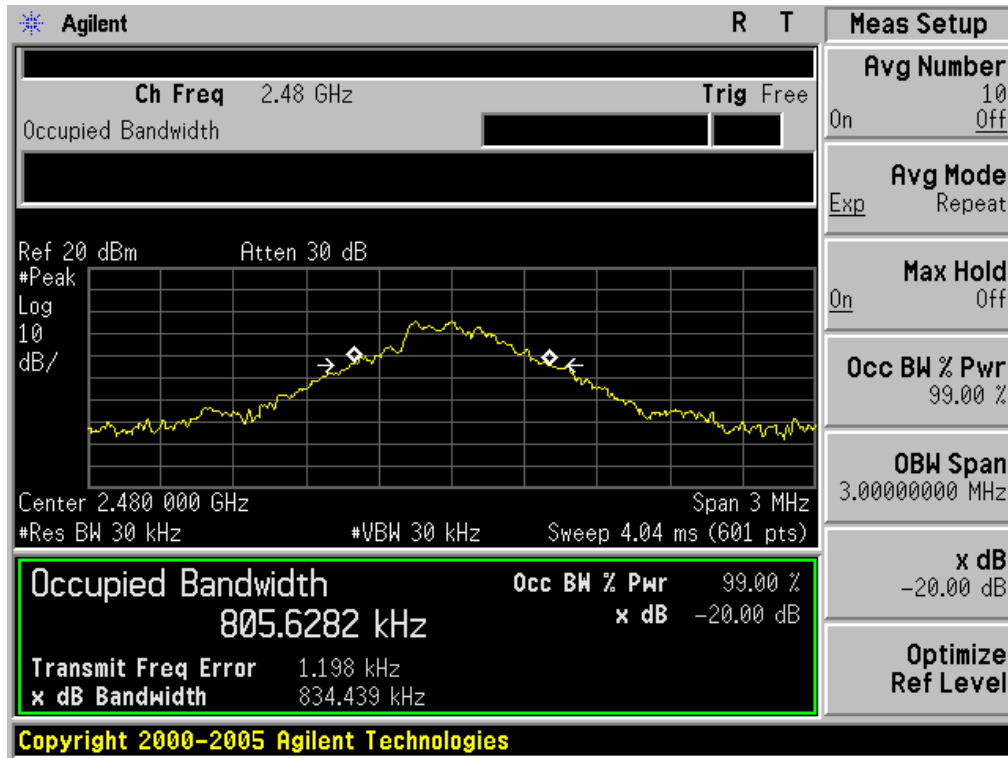 Agilent R T
Ch Freq 2.48 GHz Trig Free
Occupied Bandwidth
Ref 20 dBm Atten 30 dB
#Peak
Log
10
dB/
Center 2.480 000 GHz Span 3 MHz
#Res BW 30 kHz #VBW 30 kHz Sweep 4.04 ms (601 pts)
Occupied Bandwidth Occ BW % Pwr 99.00 %
805.6282 kHz x dB -20.00 dB
Transmit Freq Error 1.198 kHz
x dB Bandwidth 834.439 kHz
Copyright 2000-2005 Agilent Technologies
Meas Setup
Avg Number
10
On Off
Avg Mode
Exp Repeat
Max Hold
On Off
Occ BW % Pwr
99.00 %
OBW Span
3.00000000 MHz
x dB
-20.00 dB
Optimize
Ref Level